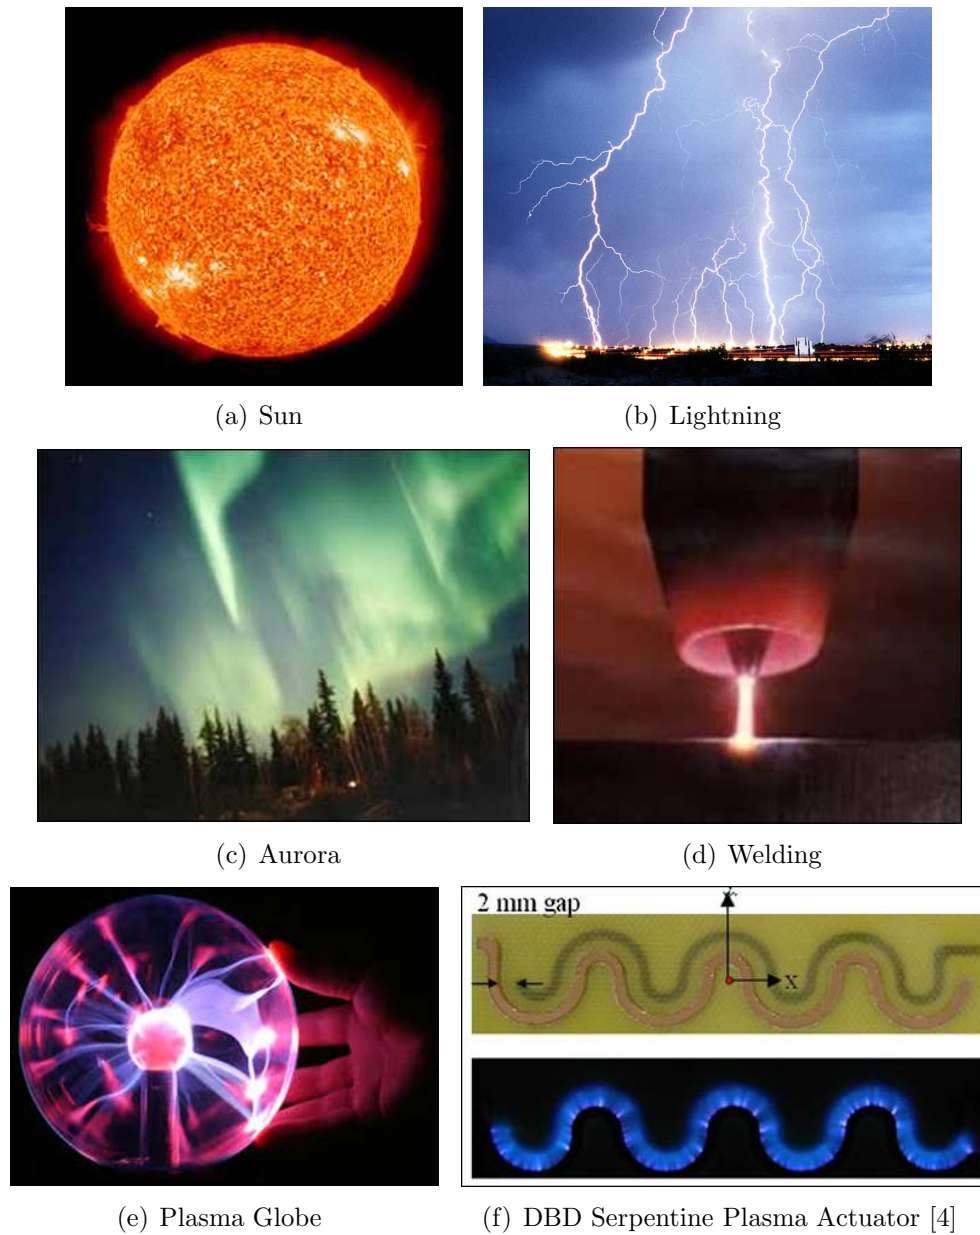 (a) Sun
(b) Lightning
(c) Aurora
(d) Welding
2 mm gap
X
(e) Plasma Globe
(f) DBD Serpentine Plasma Actuator [4]